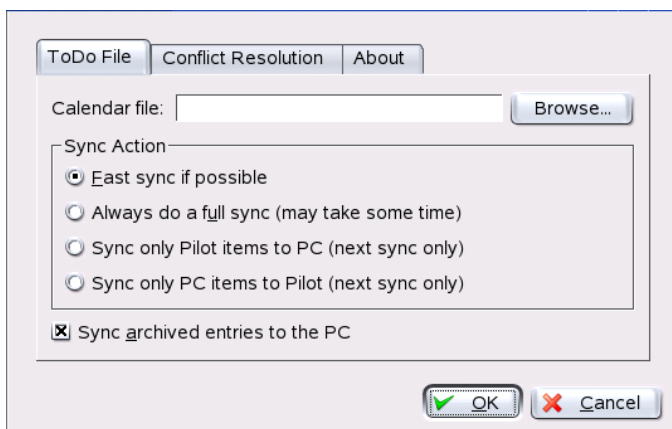 ToDo File Conflict Resolution About
Calendar file: Browse...
Sync Action
Fast sync if possible
Always do a full sync (may take some time)
Sync only Pilot items to PC (next sync only)
Sync only PC items to Pilot (next sync only)
Sync archived entries to the PC
OK Cancel